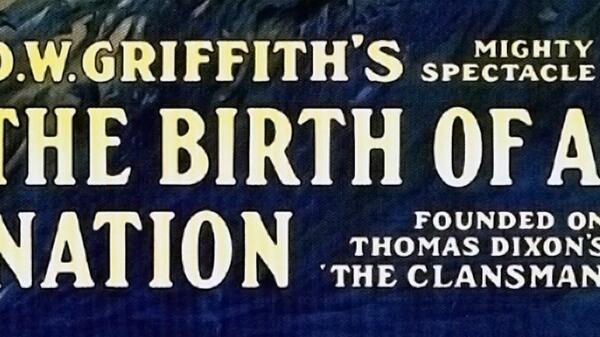 D.W. GRIFFITH'S
MIGHTY
SPECTACLE
THE BIRTH OF A
NATION
FOUNDED ON
THOMAS DIXON'S
'THE CLANSMAN